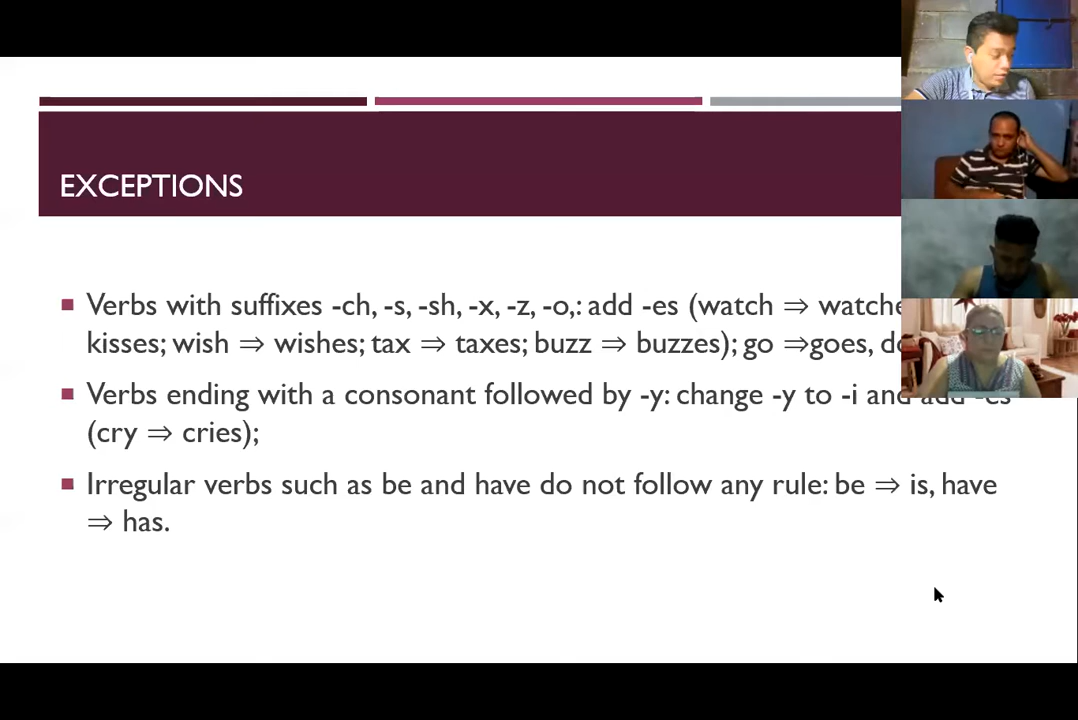 EXCEPTIONS
Verbs with suffixes -ch, -s, -sh, -x, -z, -o,: add -es (watch ⇒
kisses; wish ⇒ wishes; tax ⇒ taxes; buzz ⇒ buzzes); go ⇒goes,
Verbs ending with a consonant followed by -y: change -y to -i and add -es
(cry ⇒ cries);
Irregular verbs such as be and have do not follow any rule: be ⇒ is, have
⇒ has.